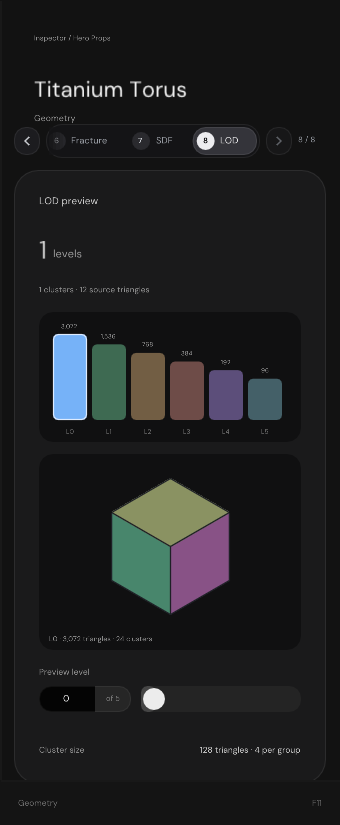 Inspector / Hero Props
Titanium Torus
Geometry
6 Fracture 7 SDF 8 LOD 8 / 8
LOD preview
1 levels
1 clusters · 12 source triangles
3,072 1,536 768 384 192 96
L0 L1 L2 L3 L4 L5
L0 · 3,072 triangles · 24 clusters
Preview level
0 of 5
Cluster size 128 triangles · 4 per group
Geometry F11